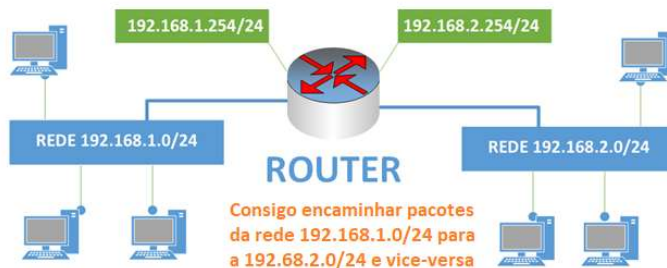 192.168.1.254/24
192.168.2.254/24
REDE 192.168.1.0/24
REDE 192.168.2.0/24
ROUTER
Consigo encaminhar pacotes
da rede 192.168.1.0/24 para
a 192.68.2.0/24 e vice-versa